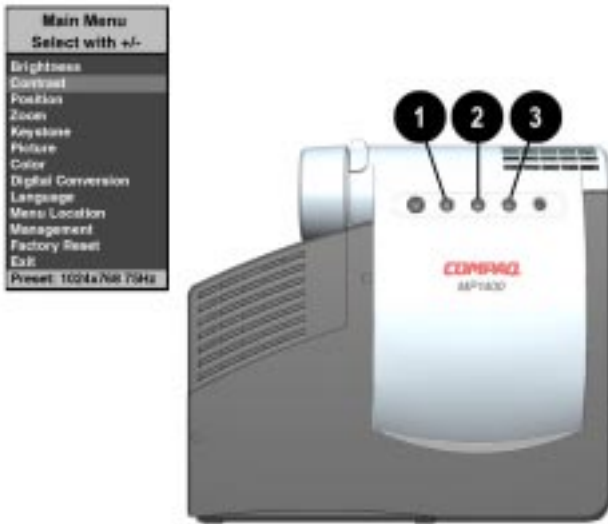 Main Menu
Select with +/-
Brightness
Contrast
Position
Zoom
Keystone
Picture
Color
Digital Conversion
Language
Menu Location
Management
Factory Reset
Exit
Preset: 1024x768 75Hz
1 2 3
COMPAQ
MP1400